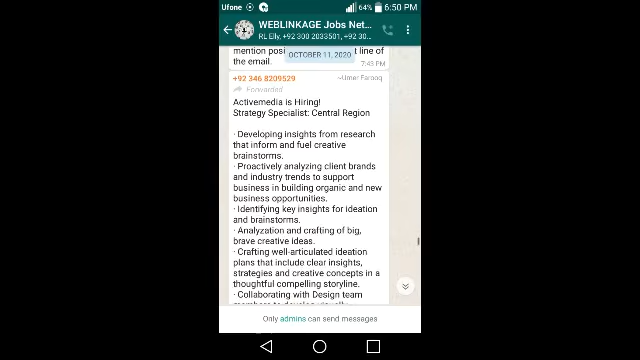 Ufone 64% 6:50 PM
WEBLINKAGE Jobs Net...
RL Elly, +92 300 2033501, +92 30...
mention posi t line of
OCTOBER 11, 2020
the email. 7:43 PM
+92 346 8209529 ~Umer Farooq
Forwarded
Activemedia is Hiring!
Strategy Specialist: Central Region
· Developing insights from research
that inform and fuel creative
brainstorms.
· Proactively analyzing client brands
and industry trends to support
business in building organic and new
business opportunities.
· Identifying key insights for ideation
and brainstorms.
· Analyzation and crafting of big,
brave creative ideas.
· Crafting well-articulated ideation
plans that include clear insights,
strategies and creative concepts in a
thoughtful compelling storyline.
· Collaborating with Design team
Only admins can send messages